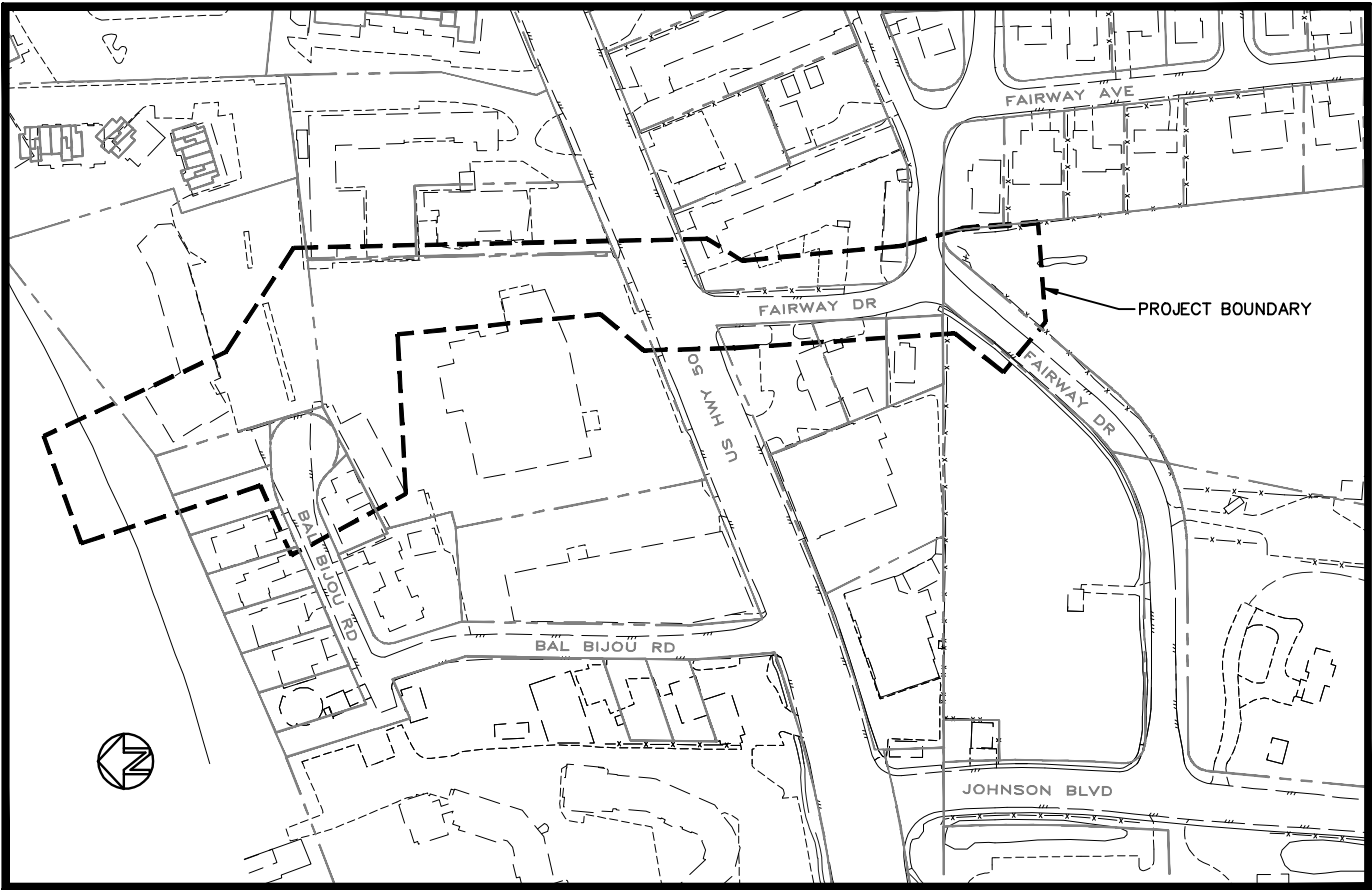 FAIRWAY AVE
FAIRWAY DR
PROJECT BOUNDARY
US HWY 50
FAIRWAY DR
BAL BIJOU RD
BAL BIJOU RD
N
JOHNSON BLVD